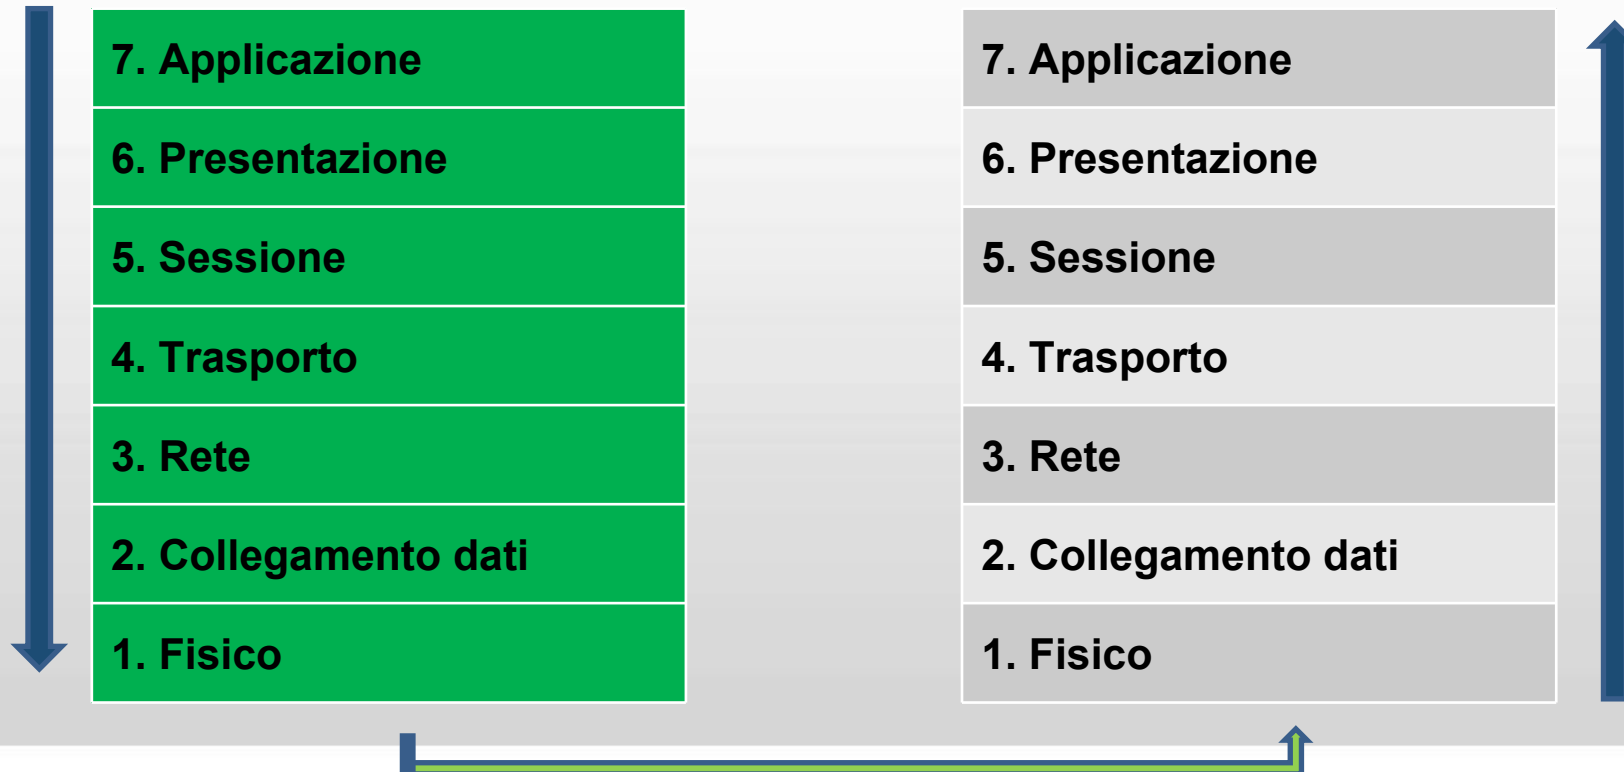 7. Applicazione
6. Presentazione
5. Sessione
4. Trasporto
3. Rete
2. Collegamento dati
1. Fisico
7. Applicazione
6. Presentazione
5. Sessione
4. Trasporto
3. Rete
2. Collegamento dati
1. Fisico